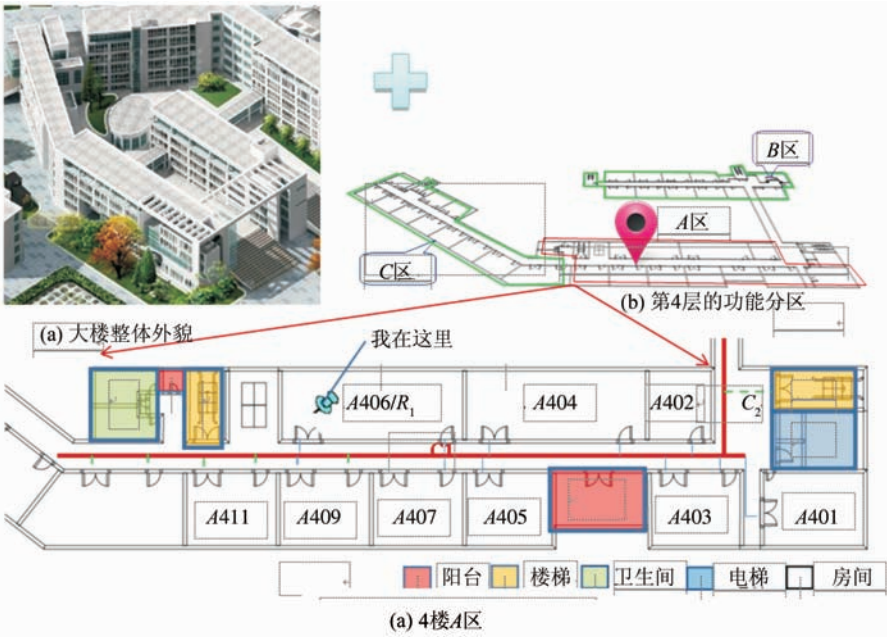 B区
A区
C区
(b) 第4层的功能分区
(a) 大楼整体外貌
我在这里
A406/R1
A404
A402
C2
C1
A411
A409
A407
A405
A403
A401
阳台
楼梯
卫生间
电梯
房间
(a) 4楼A区